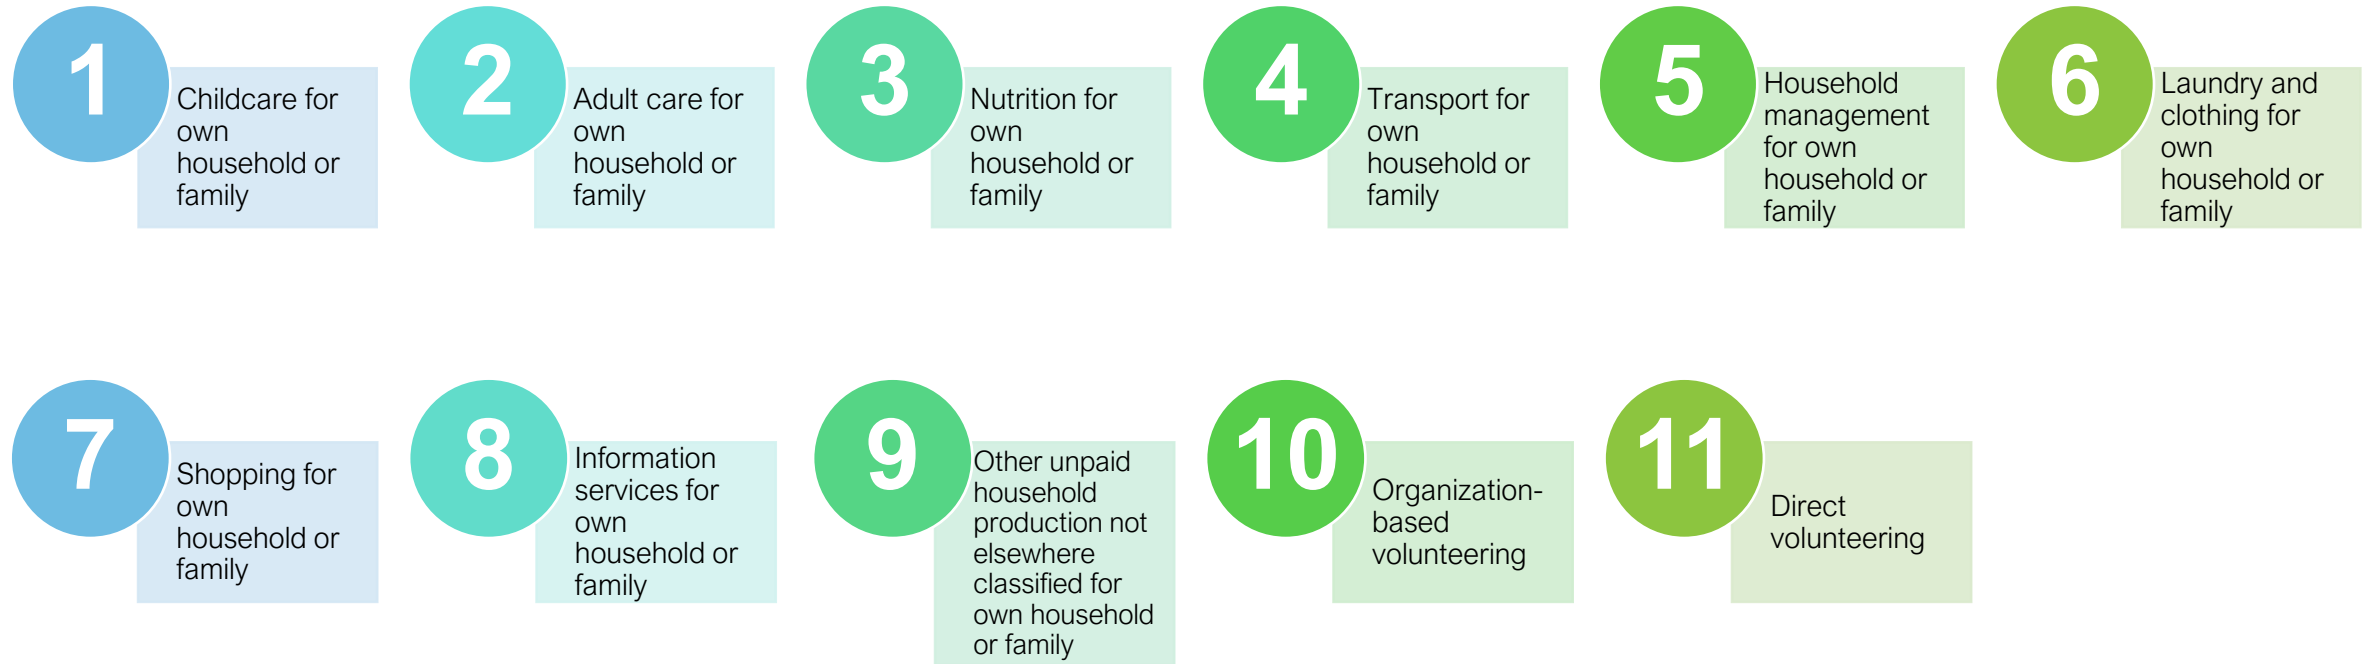 1
Childcare for
own
household or
family
2
Adult care for
own
household or
family
3
Nutrition for
own
household or
family
4
Transport for
own
household or
family
5
Household
management
for own
household or
family
6
Laundry and
clothing for
own
household or
family
7
Shopping for
own
household or
family
8
Information
services for
own
household or
family
9
Other unpaid
household
production not
elsewhere
classified for
own household
or family
10
Organization-
based
volunteering
11
Direct
volunteering